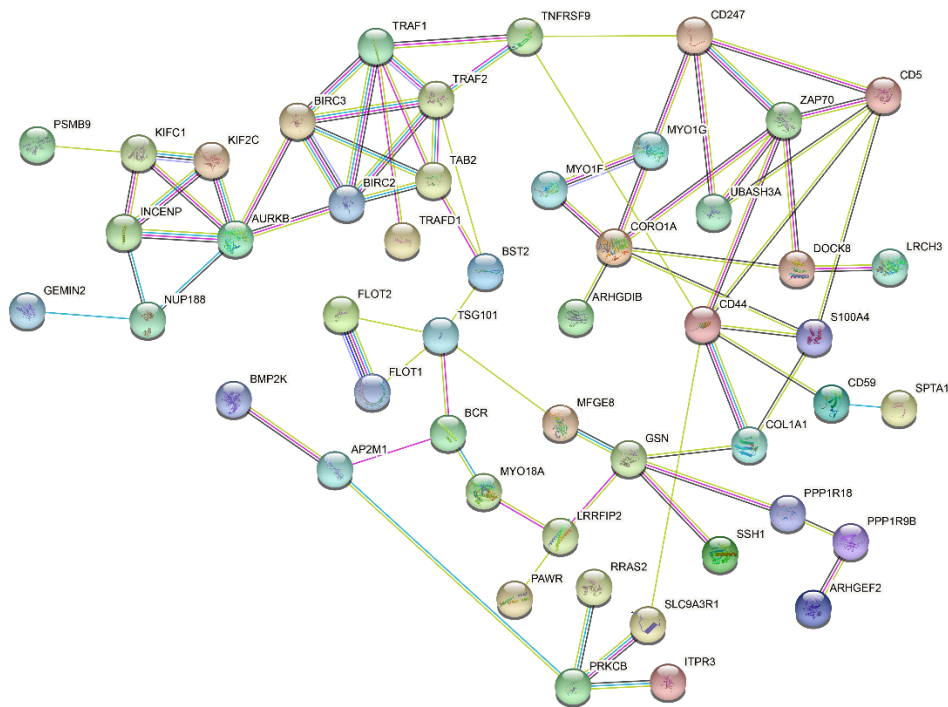 TNFRSF9
CD247
TRAF1
CD5
TRAF2
ZAP70
BIRC3
PSMB9
KIFC1
KIF2C
MYO1G
TAB2
MYO1F
BIRC2
UBASH3A
INCENP
AURKB
TRAFD1
CORO1A
DOCK8
LRCH3
BST2
GEMIN2
NUP188
FLOT2
TSG101
ARHGDIB
CD44
S100A4
FLOT1
BMP2K
MFGE8
CD59
SPTA1
BCR
COL1A1
AP2M1
GSN
MYO18A
PPP1R18
LRRFIP2
SSH1
PPP1R9B
PAWR
RRAS2
ARHGEF2
SLC9A3R1
PRKCB
ITPR3